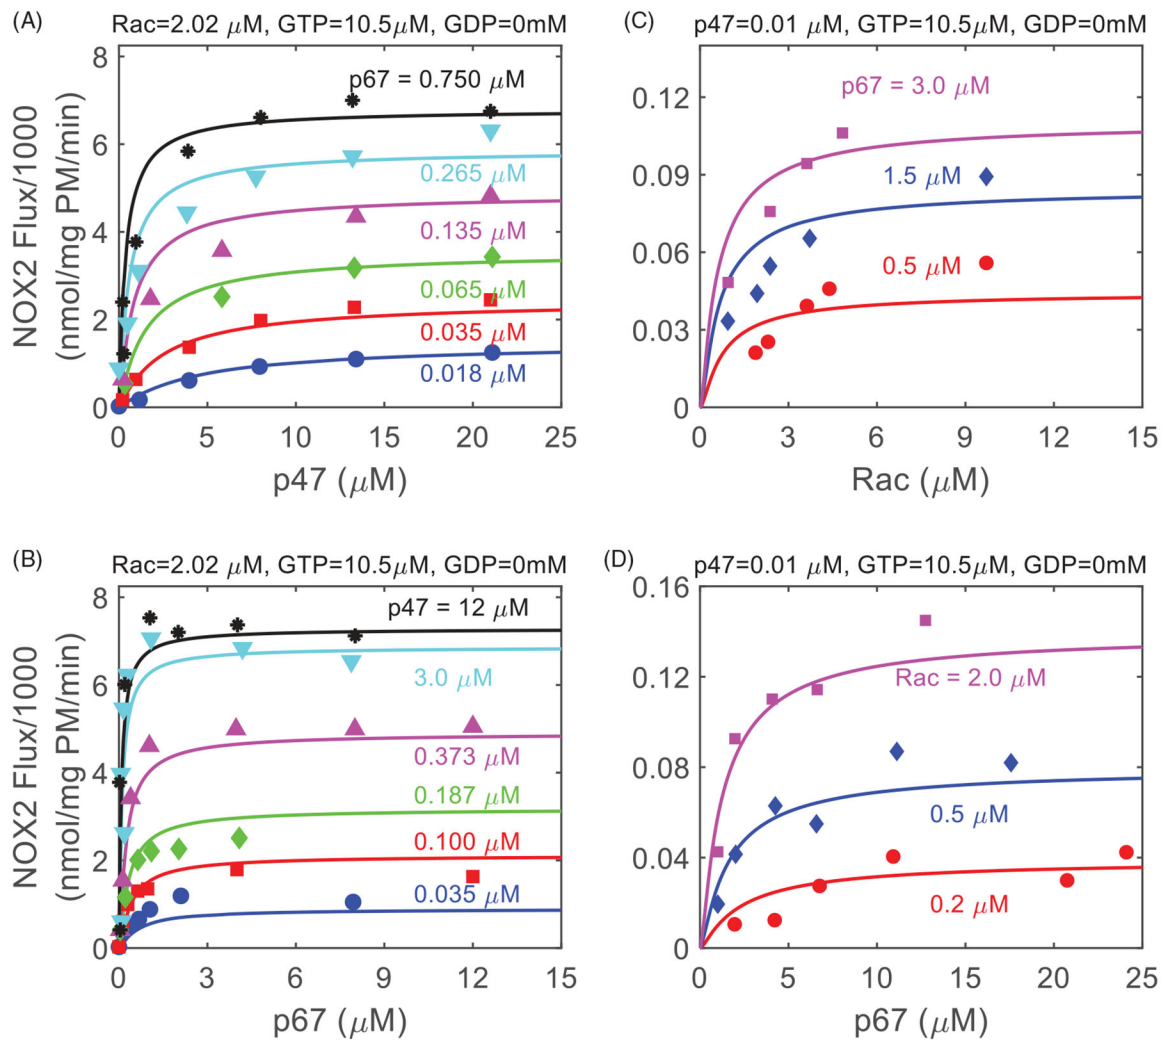 (A)
Rac=2.02 μM, GTP=10.5μM, GDP=0mM
NOX2 Flux/1000
(nmol/mg PM/min)
8
6
4
2
0
p67 = 0.750 μM
0.265 μM
0.135 μM
0.065 μM
0.035 μM
0.018 μM
0 5 10 15 20 25
p47 (μM)
(C)
p47=0.01 μM, GTP=10.5μM, GDP=0mM
0.12
0.09
0.06
0.03
0
p67 = 3.0 μM
1.5 μM
0.5 μM
0 3 6 9 12 15
Rac (μM)
(B)
Rac=2.02 μM, GTP=10.5μM, GDP=0mM
NOX2 Flux/1000
(nmol/mg PM/min)
8
6
4
2
0
p47 = 12 μM
3.0 μM
0.373 μM
0.187 μM
0.100 μM
0.035 μM
0 3 6 9 12 15
p67 (μM)
(D)
p47=0.01 μM, GTP=10.5μM, GDP=0mM
0.16
0.12
0.08
0.04
0
Rac = 2.0 μM
0.5 μM
0.2 μM
0 5 10 15 20 25
p67 (μM)